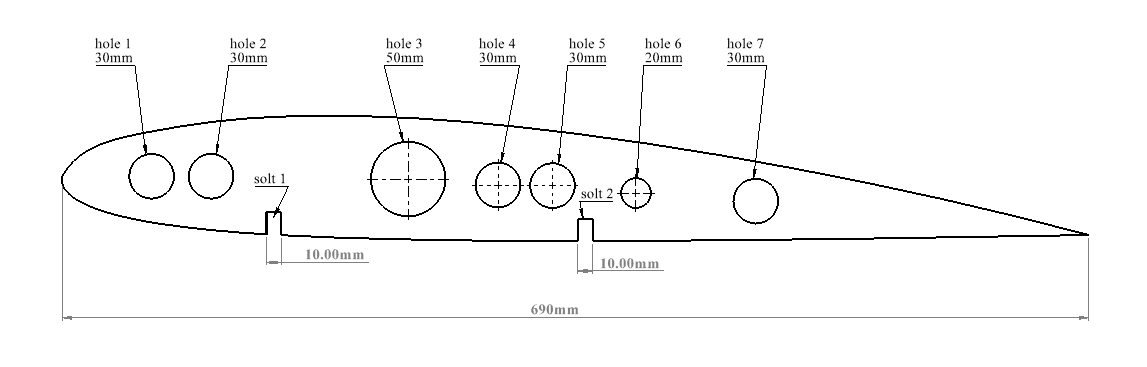 hole 1
30mm
hole 2
30mm
hole 3
50mm
hole 4
30mm
hole 5
30mm
hole 6
20mm
hole 7
30mm
solt 1
solt 2
10.00mm
10.00mm
690mm